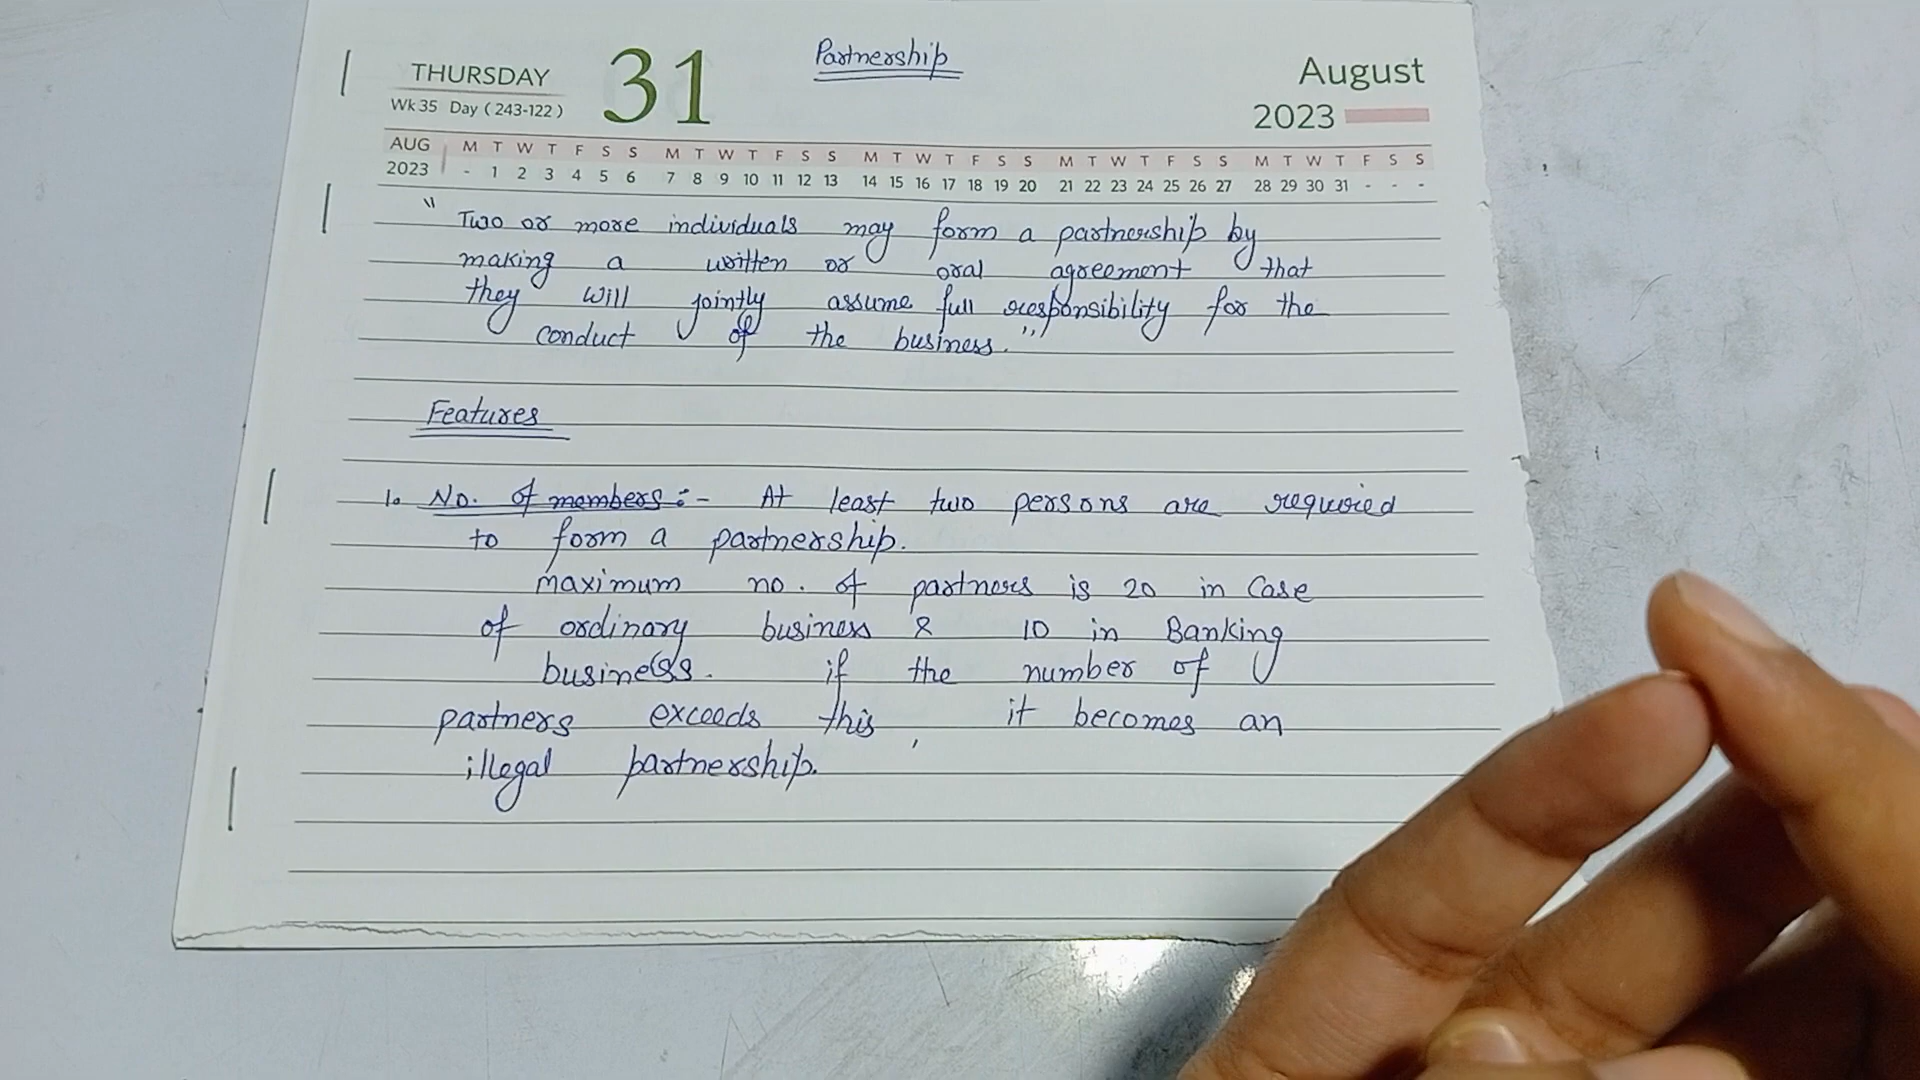 Partnership
THURSDAY 31 August
Wk 35 Day ( 243-122 ) 2023
AUG M T W T F S S M T W T F S S M T W T F S S M T W T F S S M T W T F S S
2023 - 1 2 3 4 5 6 7 8 9 10 11 12 13 14 15 16 17 18 19 20 21 22 23 24 25 26 27 28 29 30 31 - - -
" Two or more individuals may form a partnership by
making a written or oral agreement that
they will jointly assume full responsibility for the
conduct of the business."
Features
1. No. of members :- At least two persons are requried
to form a partnership.
maximum no. of partners is 20 in Case
of ordinary business & 10 in Banking
business. if the number of
partners exceeds this, it becomes an
illegal partnership.